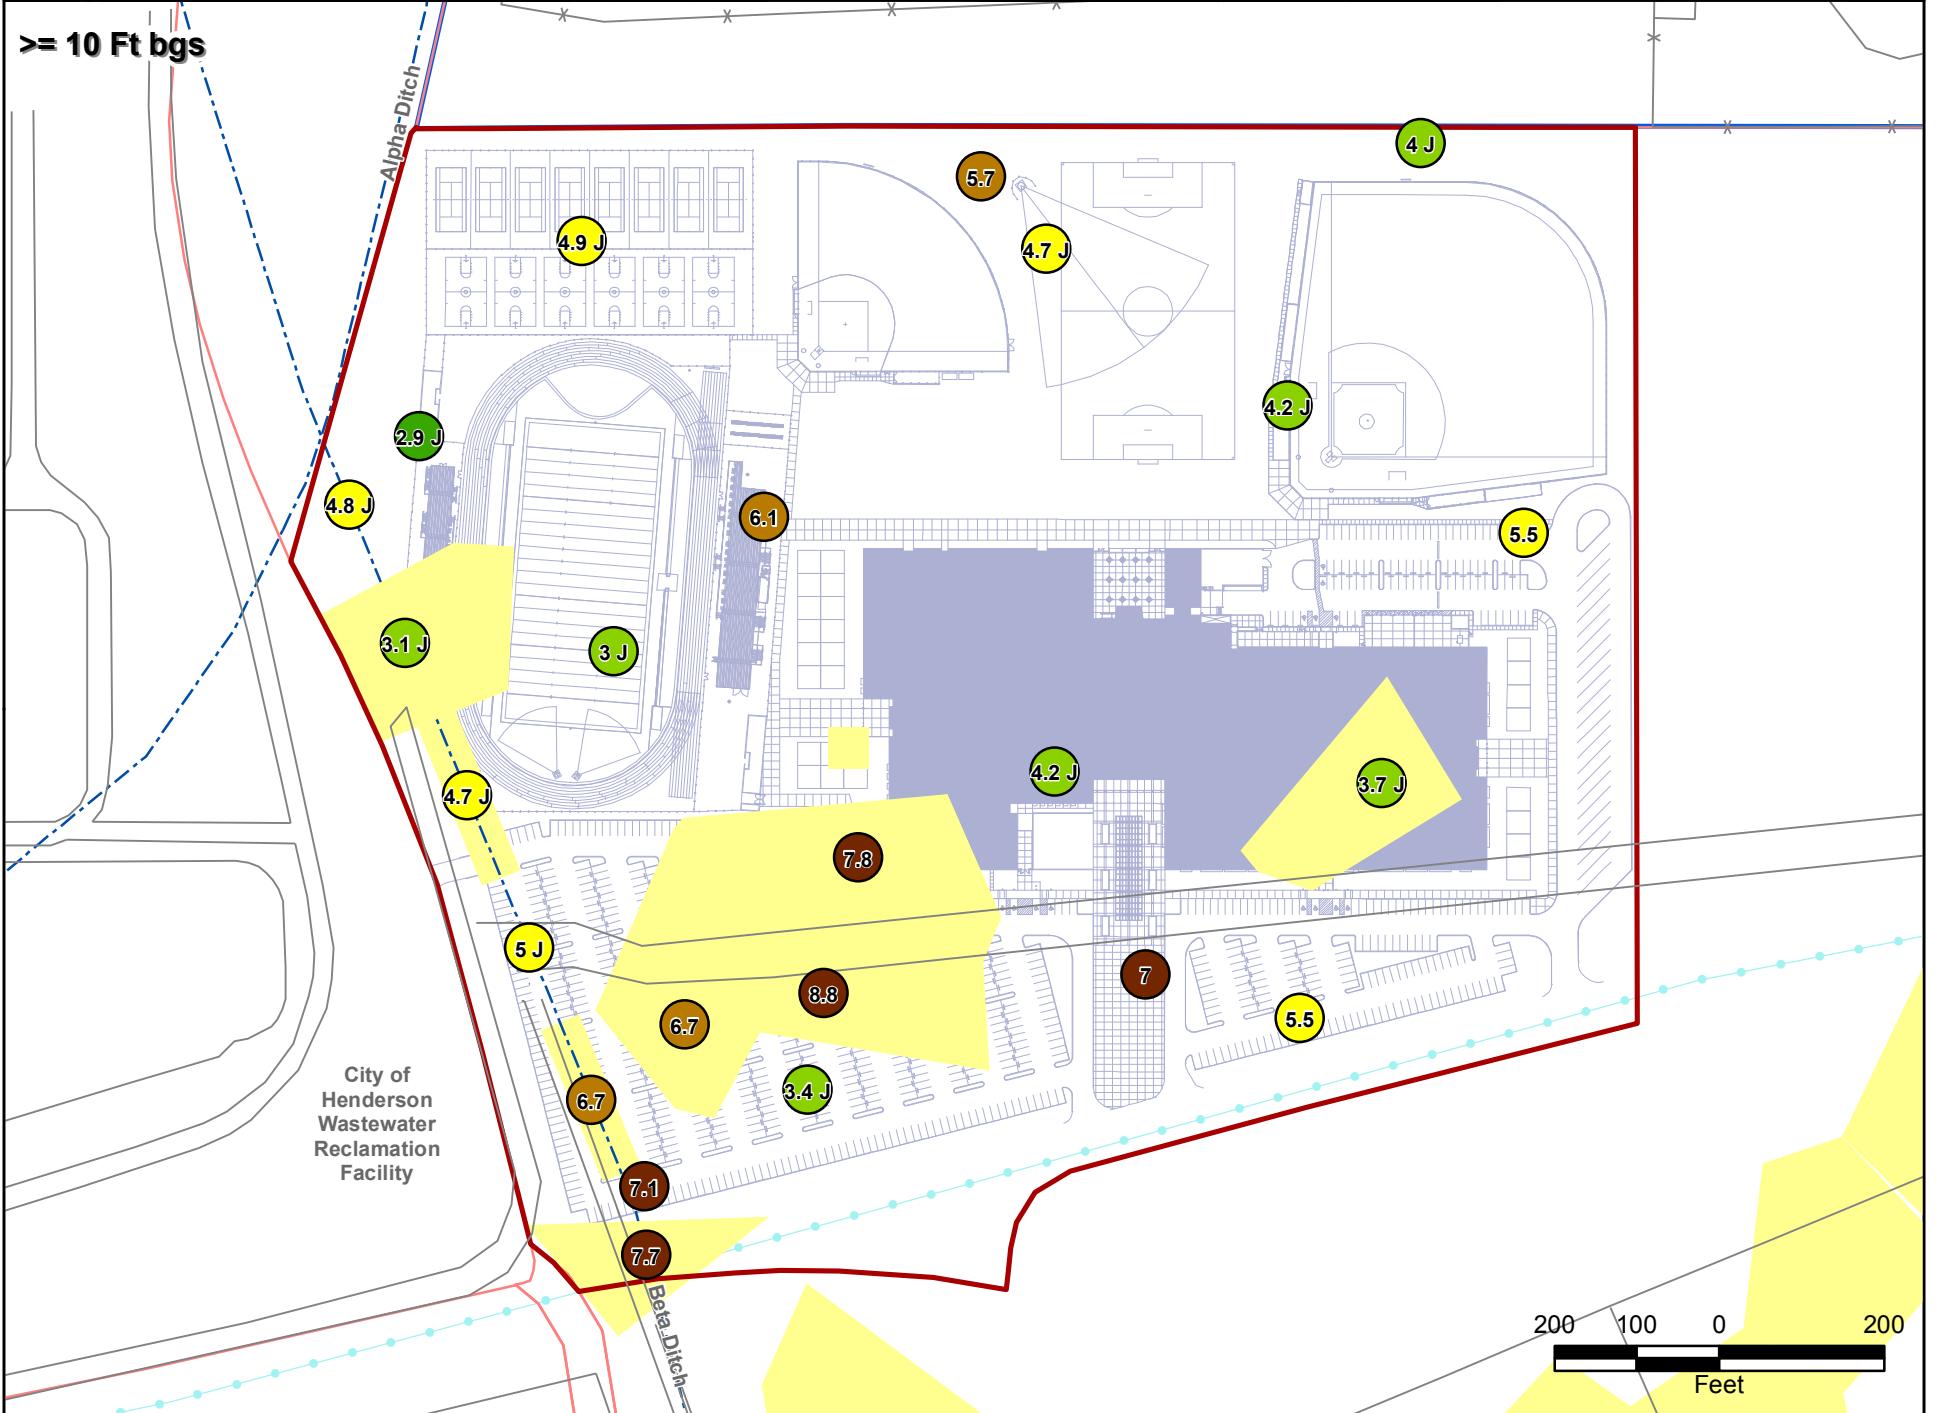 >= 10 Ft bgs
Alpha Ditch
4 J
5.7
4.9 J
4.7 J
4.2 J
2.9 J
4.8 J
6.1
5.5
3.1 J
3 J
4.2 J
3.7 J
4.7 J
7.8
5 J
7
8.8
5.5
6.7
City of
Henderson
Wastewater
Reclamation
Facility
3.4 J
6.7
7.1
7.7
Beta Ditch
200 100 0 200
Feet